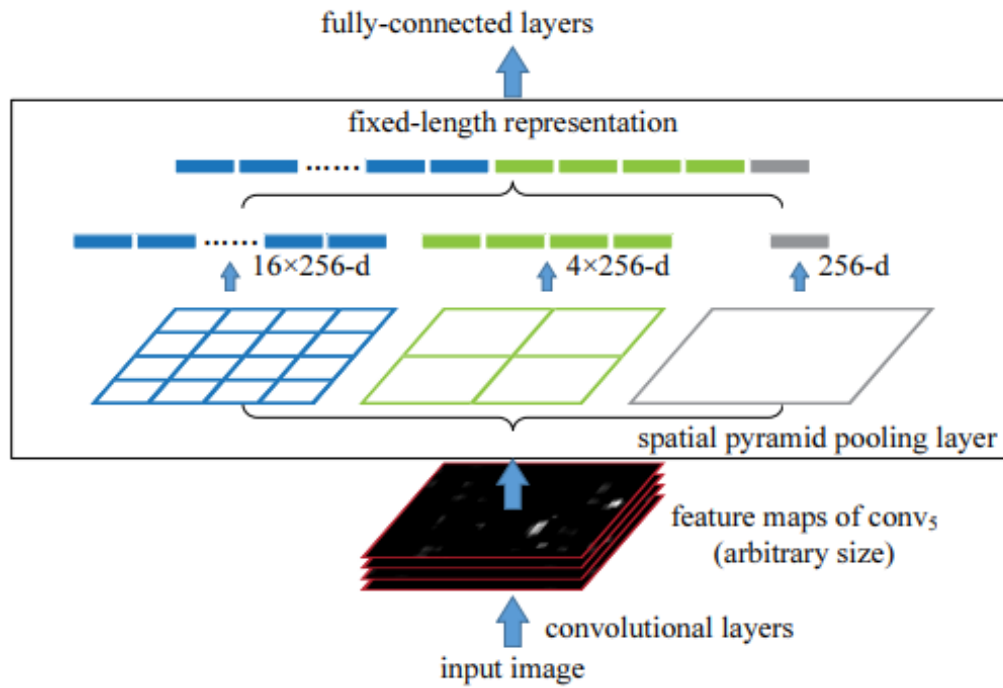 fully-connected layers
fixed-length representation
......
......
16×256-d
4×256-d
256-d
spatial pyramid pooling layer
feature maps of conv₅
(arbitrary size)
convolutional layers
input image